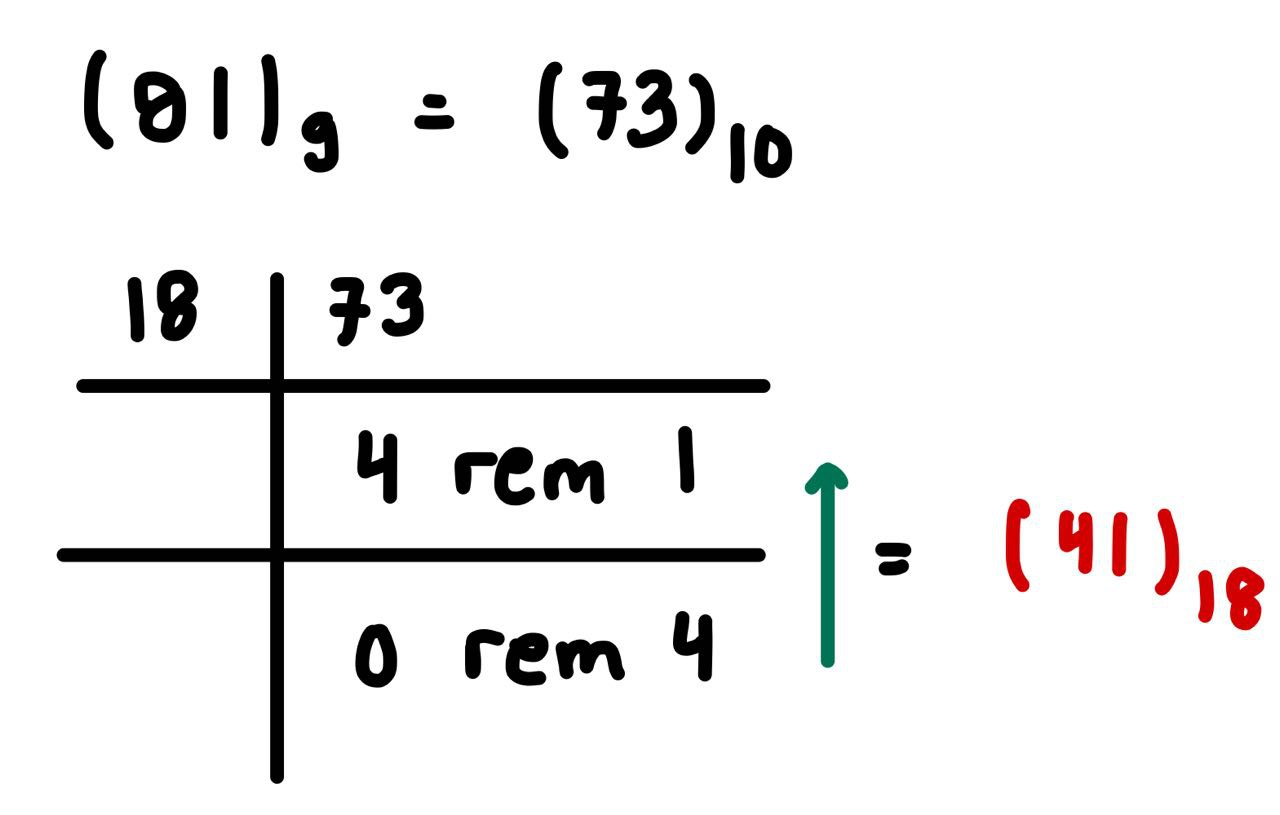 (81)₉ = (73)₁₀
18 73
4 rem 1
= (41)₁₈
0 rem 4